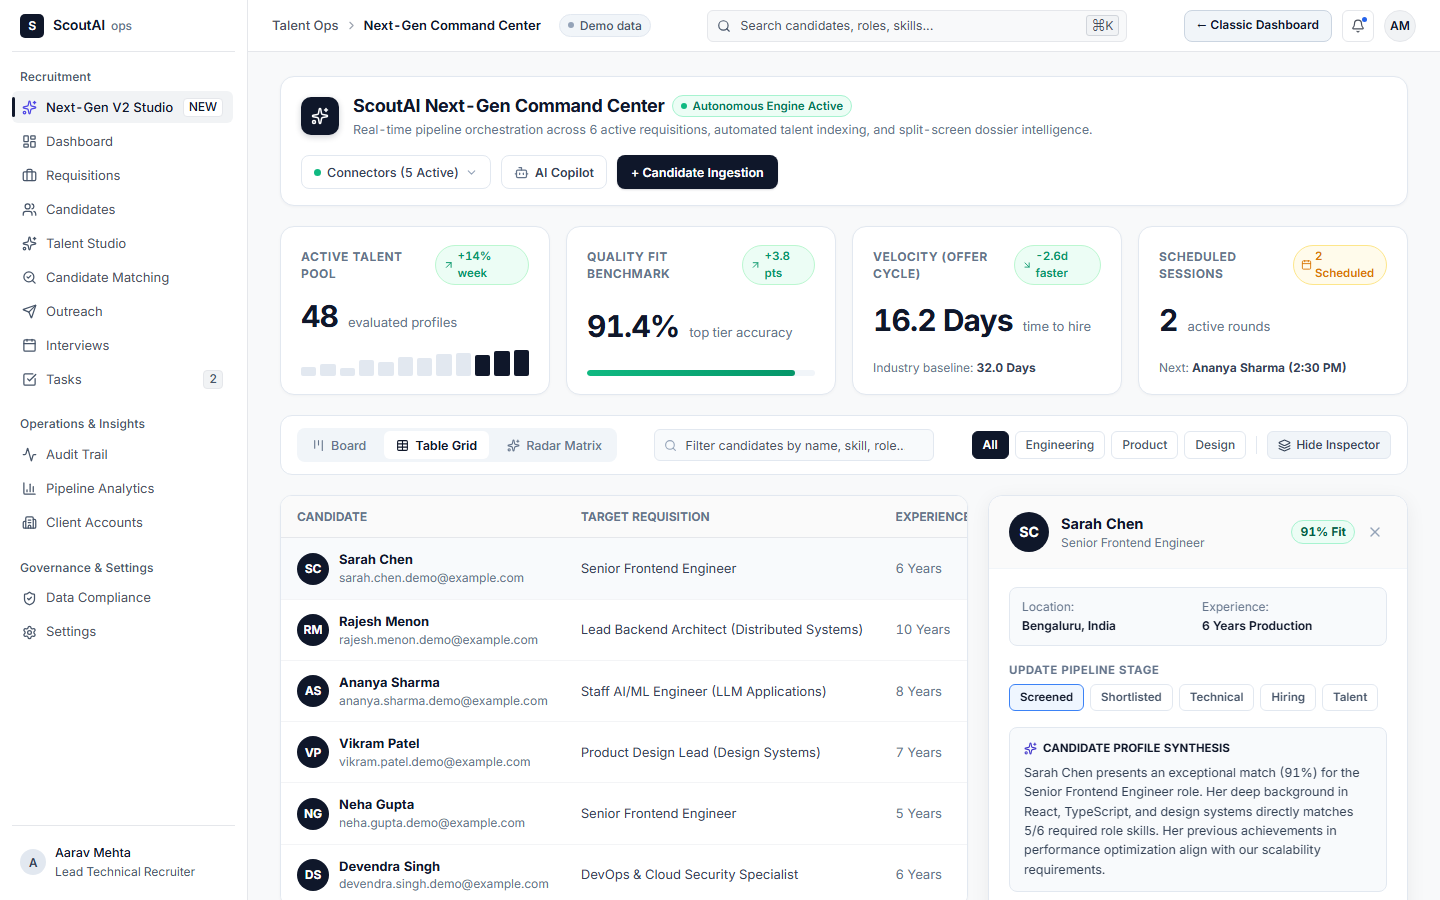 S ScoutAI ops
Recruitment
Next-Gen V2 Studio NEW
Dashboard
Requisitions
Candidates
Talent Studio
Candidate Matching
Outreach
Interviews
Tasks 2
Operations & Insights
Audit Trail
Pipeline Analytics
Client Accounts
Governance & Settings
Data Compliance
Settings
A Aarav Mehta
Lead Technical Recruiter
Talent Ops > Next-Gen Command Center Demo data
Search candidates, roles, skills... ⌘K
← Classic Dashboard AM
ScoutAI Next-Gen Command Center Autonomous Engine Active
Real-time pipeline orchestration across 6 active requisitions, automated talent indexing, and split-screen dossier intelligence.
Connectors (5 Active) AI Copilot + Candidate Ingestion
ACTIVE TALENT
POOL
+14%
week
48 evaluated profiles
QUALITY FIT
BENCHMARK
+3.8
pts
91.4% top tier accuracy
VELOCITY (OFFER
CYCLE)
-2.6d
faster
16.2 Days time to hire
Industry baseline: 32.0 Days
SCHEDULED
SESSIONS
2
Scheduled
2 active rounds
Next: Ananya Sharma (2:30 PM)
Board Table Grid Radar Matrix
Filter candidates by name, skill, role..
All Engineering Product Design Hide Inspector
CANDIDATE TARGET REQUISITION EXPERIENCE
SC Sarah Chen
sarah.chen.demo@example.com
Senior Frontend Engineer 6 Years
RM Rajesh Menon
rajesh.menon.demo@example.com
Lead Backend Architect (Distributed Systems) 10 Years
AS Ananya Sharma
ananya.sharma.demo@example.com
Staff AI/ML Engineer (LLM Applications) 8 Years
VP Vikram Patel
vikram.patel.demo@example.com
Product Design Lead (Design Systems) 7 Years
NG Neha Gupta
neha.gupta.demo@example.com
Senior Frontend Engineer 5 Years
DS Devendra Singh
devendra.singh.demo@example.com
DevOps & Cloud Security Specialist 6 Years
SC Sarah Chen
Senior Frontend Engineer
91% Fit
Location: Experience:
Bengaluru, India 6 Years Production
UPDATE PIPELINE STAGE
Screened Shortlisted Technical Hiring Talent
CANDIDATE PROFILE SYNTHESIS
Sarah Chen presents an exceptional match (91%) for the
Senior Frontend Engineer role. Her deep background in
React, TypeScript, and design systems directly matches
5/6 required role skills. Her previous achievements in
performance optimization align with our scalability
requirements.